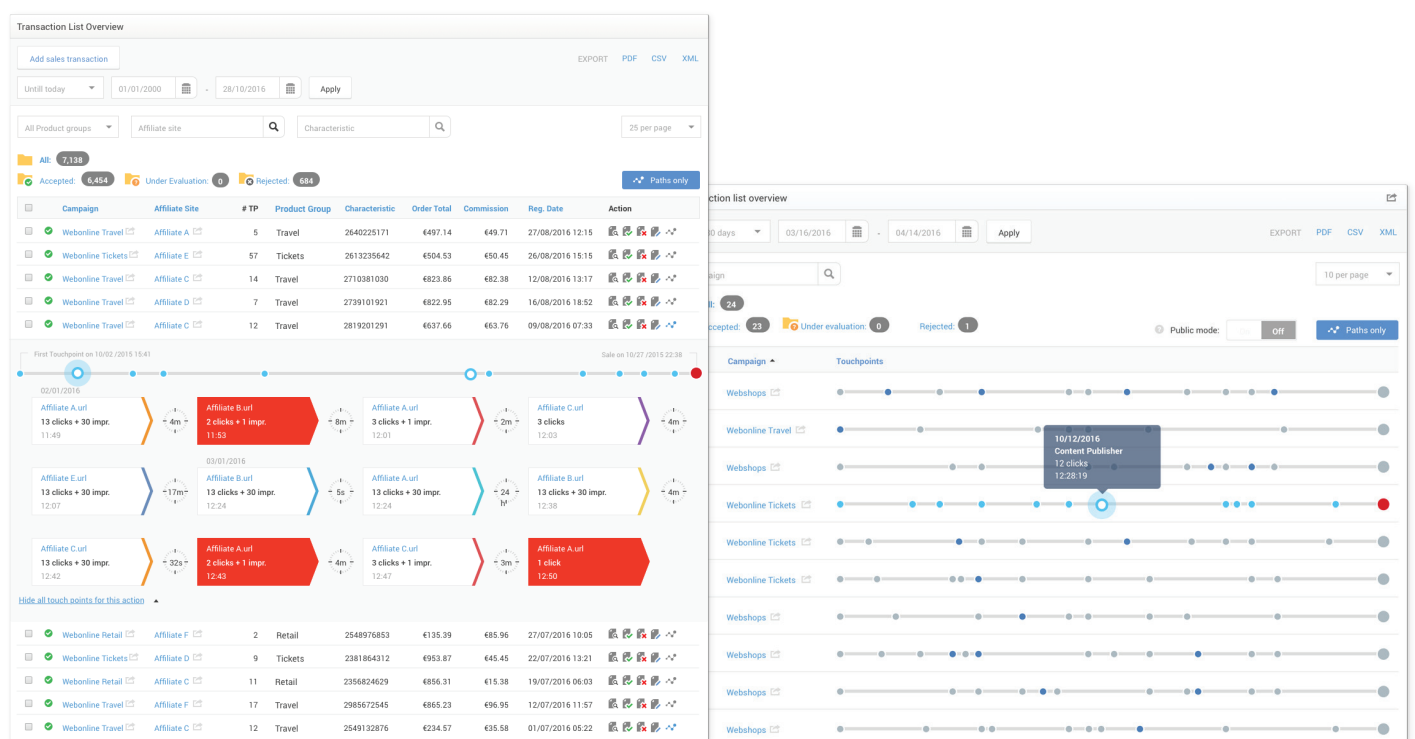 Transaction List Overview
Add sales transaction
EXPORT PDF CSV XML
Untill today 01/01/2000 - 28/10/2016 Apply
All Product groups Affiliate site Characteristic 25 per page
All: 7,138
Accepted: 6,454 Under Evaluation: 0 Rejected: 684 Paths only
Campaign Affiliate Site # TP Product Group Characteristic Order Total Commission Reg. Date Action
Webonline Travel Affiliate A 5 Travel 2640225171 €497.14 €49.71 27/08/2016 12:15
Webonline Tickets Affiliate E 57 Tickets 2613235642 €504.53 €50.45 26/08/2016 15:15
Webonline Travel Affiliate C 14 Travel 2710381030 €823.86 €82.38 12/08/2016 13:17
Webonline Travel Affiliate D 7 Travel 2739101921 €822.95 €82.29 16/08/2016 18:52
Webonline Travel Affiliate C 12 Travel 2819201291 €637.66 €63.76 09/08/2016 07:33
First Touchpoint on 10/02 /2015 15:41 Sale on 10/27 /2015 22:38
02/01/2016
Affiliate A.url Affiliate B.url Affiliate A.url Affiliate C.url
13 clicks + 30 impr. 4m 2 clicks + 1 impr. 8m 3 clicks + 1 impr. 2m 3 clicks 4m
11:49 11:53 12:01 12:03
03/01/2016
Affiliate E.url Affiliate B.url Affiliate A.url Affiliate B.url
13 clicks + 30 impr. 17m 13 clicks + 30 impr. 5s 13 clicks + 30 impr. 24 h 13 clicks + 30 impr. 4m
12:07 12:24 12:24 12:38
Affiliate C.url Affiliate A.url Affiliate C.url Affiliate A.url
13 clicks + 30 impr. 32s 2 clicks + 1 impr. 4m 3 clicks + 1 impr. 3m 1 click
12:42 12:43 12:47 12:50
Hide all touch points for this action
Webonline Retail Affiliate F 2 Retail 2548976853 €135.39 €85.96 27/07/2016 10:05
Webonline Tickets Affiliate D 9 Tickets 2381864312 €953.87 €45.45 22/07/2016 13:21
Webonline Retail Affiliate C 11 Retail 2356824629 €856.31 €15.38 19/07/2016 06:03
Webonline Travel Affiliate F 17 Travel 2985672545 €865.23 €96.95 12/07/2016 11:57
Webonline Travel Affiliate C 12 Travel 2549132876 €234.57 €35.58 01/07/2016 05:22
ction list overview
0 days 03/16/2016 - 04/14/2016 Apply EXPORT PDF CSV XML
aign 10 per page
ll: 24
ccepted: 23 Under evaluation: 0 Rejected: 1 Public mode: Off Paths only
Campaign Touchpoints
Webshops
Webonline Travel
10/12/2016
Content Publisher
12 clicks
12:28:19
Webshops
Webonline Tickets
Webonline Tickets
Webonline Tickets
Webshops
Webshops
Webshops
Webshops